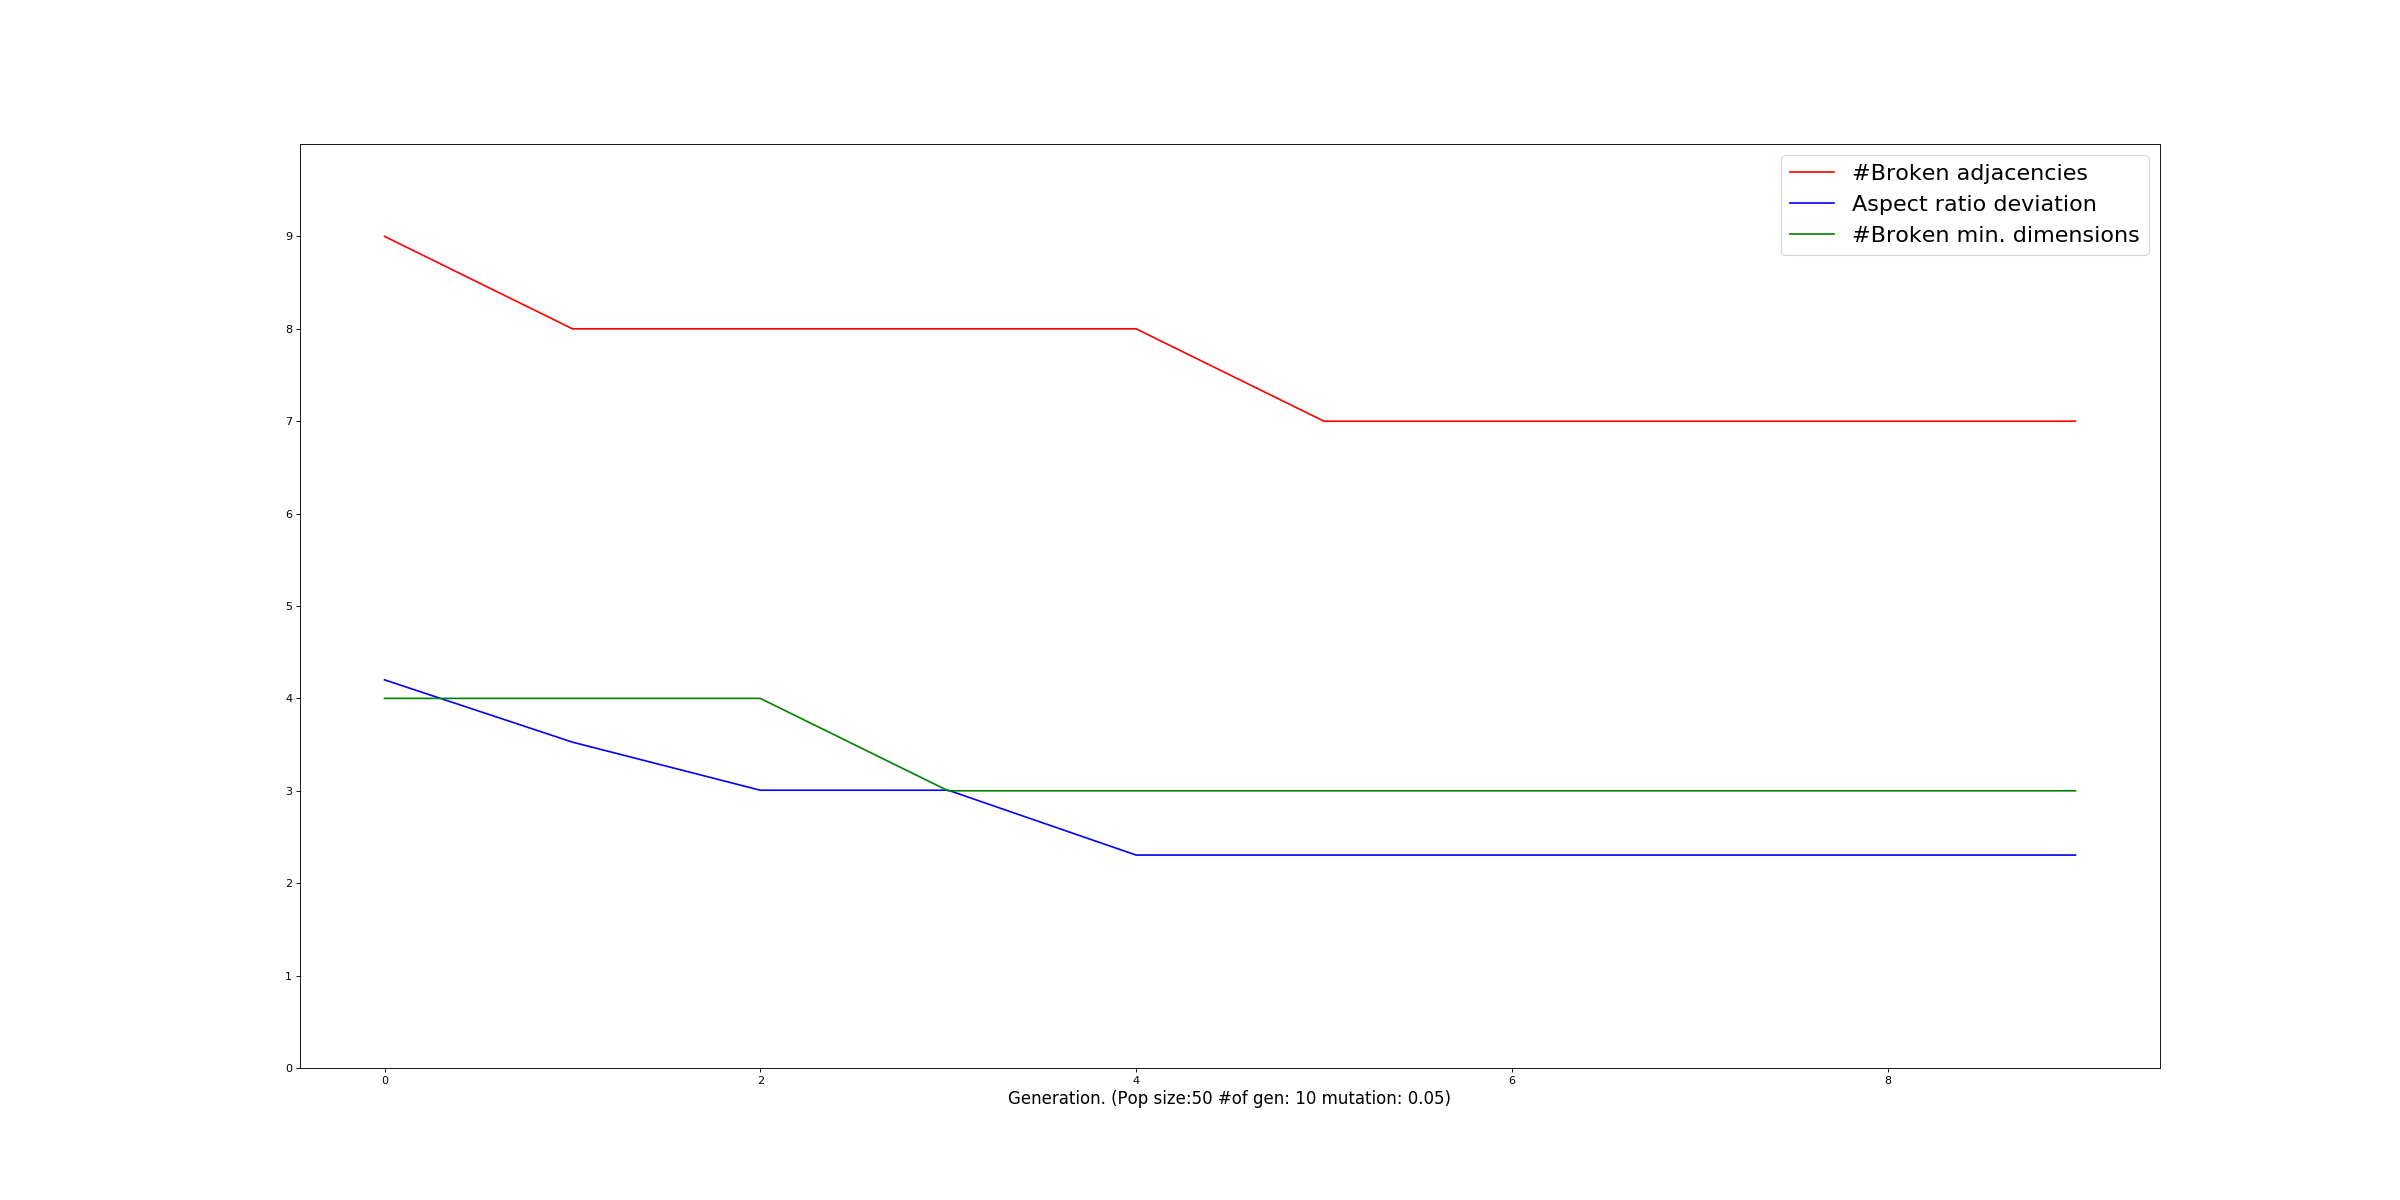 #Broken adjacencies
Aspect ratio deviation
#Broken min. dimensions
9
8
7
6
5
4
3
2
1
0
0 2 4 6 8
Generation. (Pop size:50 #of gen: 10 mutation: 0.05)